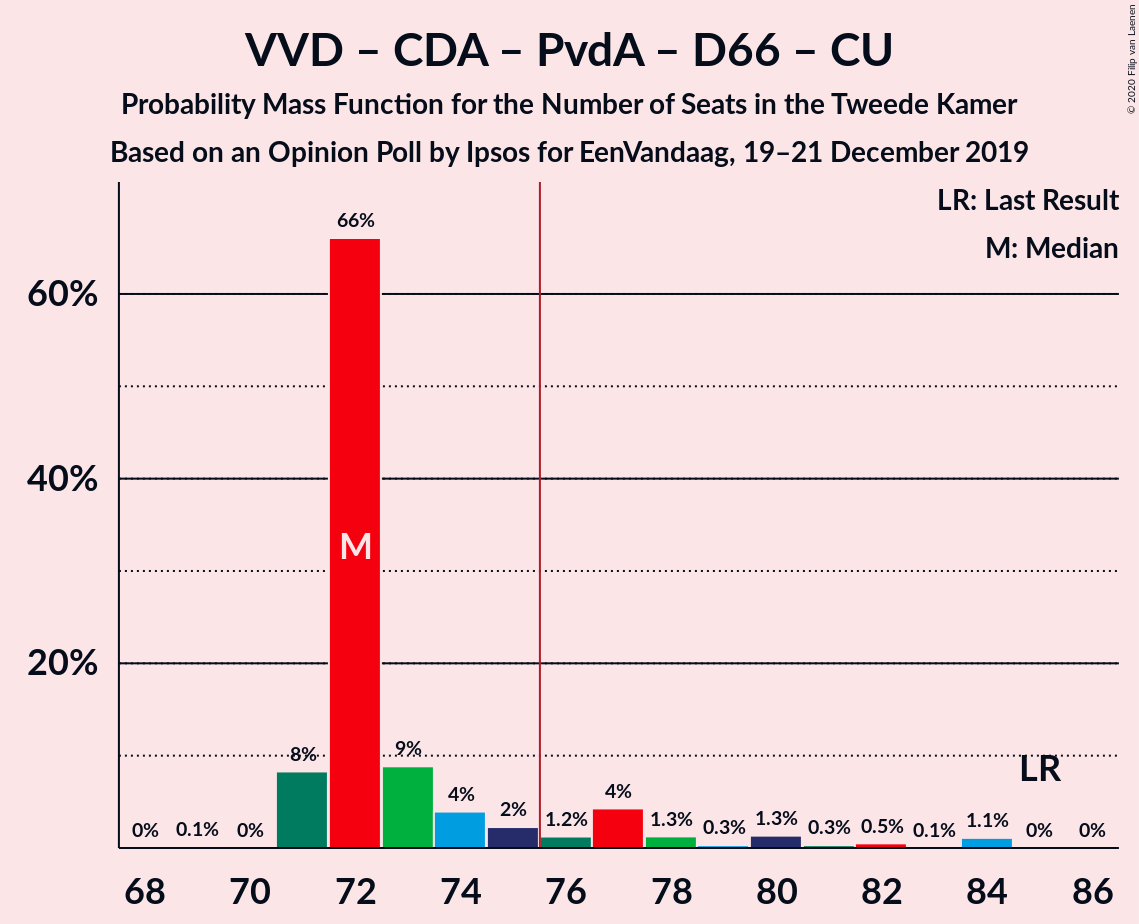 VVD – CDA – PvdA – D66 – CU
Probability Mass Function for the Number of Seats in the Tweede Kamer
Based on an Opinion Poll by Ipsos for EenVandaag, 19–21 December 2019
© 2020 Filip van Laenen
LR: Last Result
M: Median
60%
40%
20%
0%
0.1%
0%
8%
66%
M
9%
4%
2%
1.2%
4%
1.3%
0.3%
1.3%
0.3%
0.5%
0.1%
1.1%
LR
0%
0%
68 70 72 74 76 78 80 82 84 86